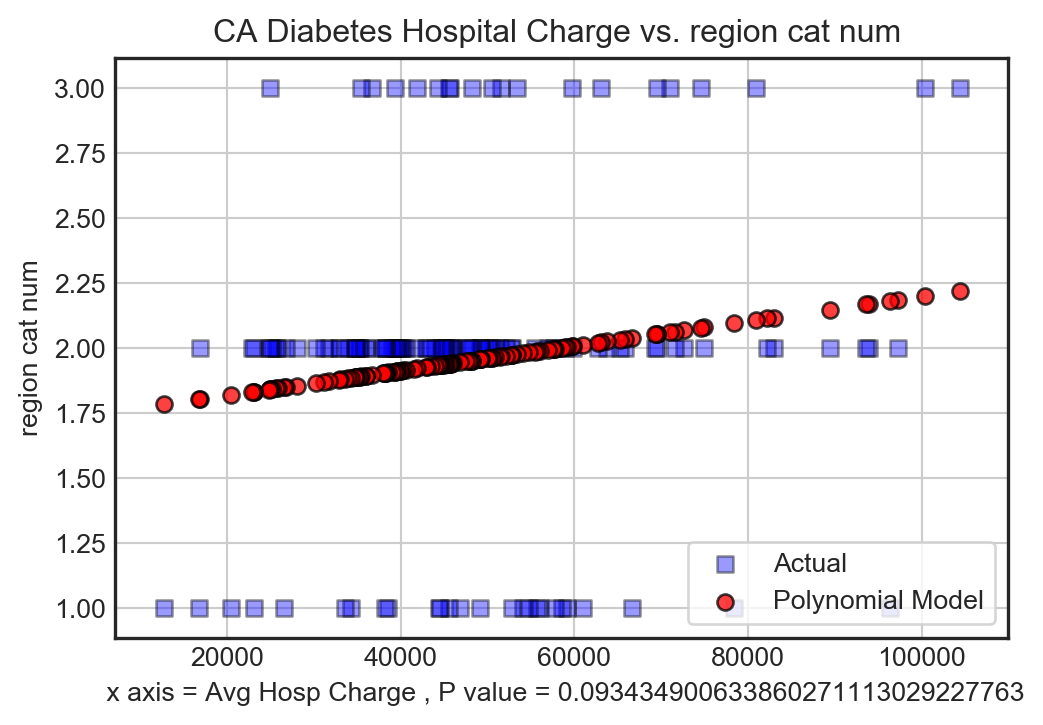 CA Diabetes Hospital Charge vs. region cat num
3.00
2.75
2.50
2.25
2.00
1.75
1.50
1.25
1.00
region cat num
Actual
Polynomial Model
20000 40000 60000 80000 100000
x axis = Avg Hosp Charge , P value = 0.09343490063386027111302922​7763